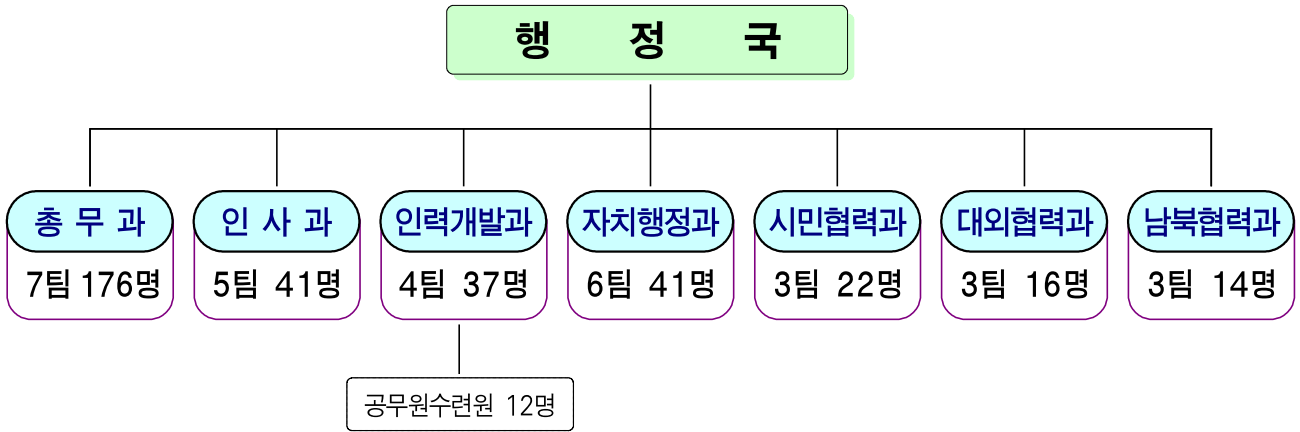 행 정 국
총 무 과
7팀 176명
인 사 과
5팀 41명
인력개발과
4팀 37명
자치행정과
6팀 41명
시민협력과
3팀 22명
대외협력과
3팀 16명
남북협력과
3팀 14명
공무원수련원 12명